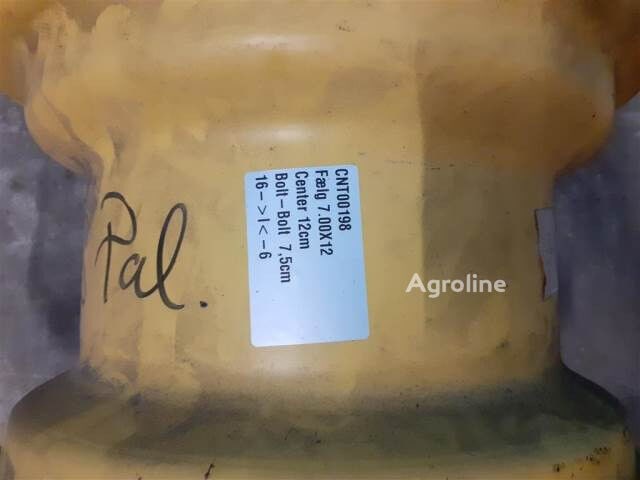 Pal.
CNT00198
Fælg 7.00X12
Center 12cm
Bolt-Bolt 7,5cm
16->I<-6
Agroline